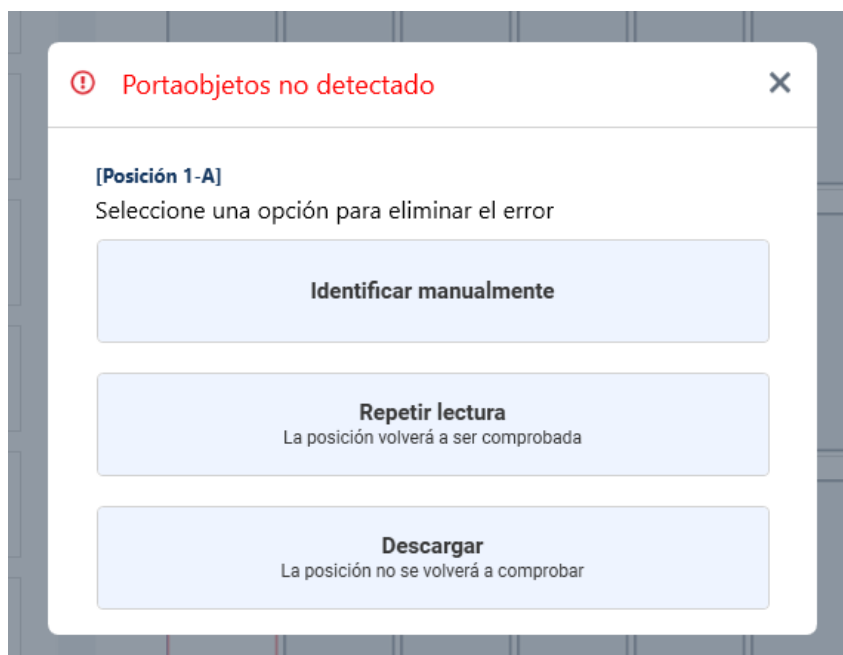 Portaobjetos no detectado
[Posición 1-A]
Seleccione una opción para eliminar el error
Identificar manualmente
Repetir lectura
La posición volverá a ser comprobada
Descargar
La posición no se volverá a comprobar